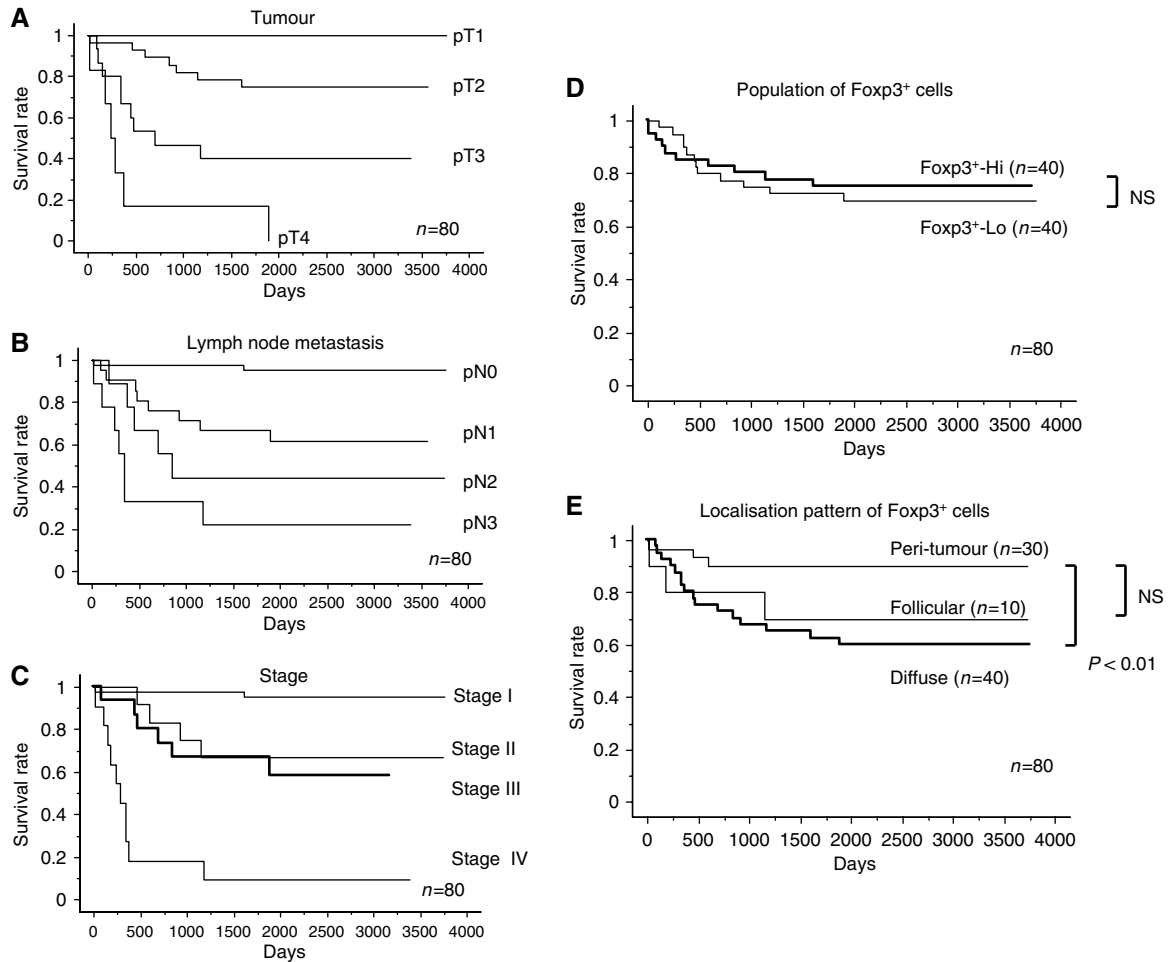 A
Tumour
Survival rate
1
0.8
0.6
0.4
0.2
0
pT1
pT2
pT3
pT4
n=80
0 500 1000 1500 2000 2500 3000 3500 4000
Days
B
Lymph node metastasis
Survival rate
1
0.8
0.6
0.4
0.2
0
pN0
pN1
pN2
pN3
n=80
0 500 1000 1500 2000 2500 3000 3500 4000
Days
C
Stage
Survival rate
1
0.8
0.6
0.4
0.2
0
Stage I
Stage II
Stage III
Stage IV
n=80
0 500 1000 1500 2000 2500 3000 3500 4000
Days
D
Population of Foxp3⁺ cells
Survival rate
1
0.8
0.6
0.4
0.2
0
Foxp3⁺-Hi (n=40)
Foxp3⁺-Lo (n=40)
NS
n=80
0 500 1000 1500 2000 2500 3000 3500 4000
Days
E
Localisation pattern of Foxp3⁺ cells
Survival rate
1
0.8
0.6
0.4
0.2
0
Peri-tumour (n=30)
Follicular (n=10)
Diffuse (n=40)
NS
P < 0.01
n=80
0 500 1000 1500 2000 2500 3000 3500 4000
Days